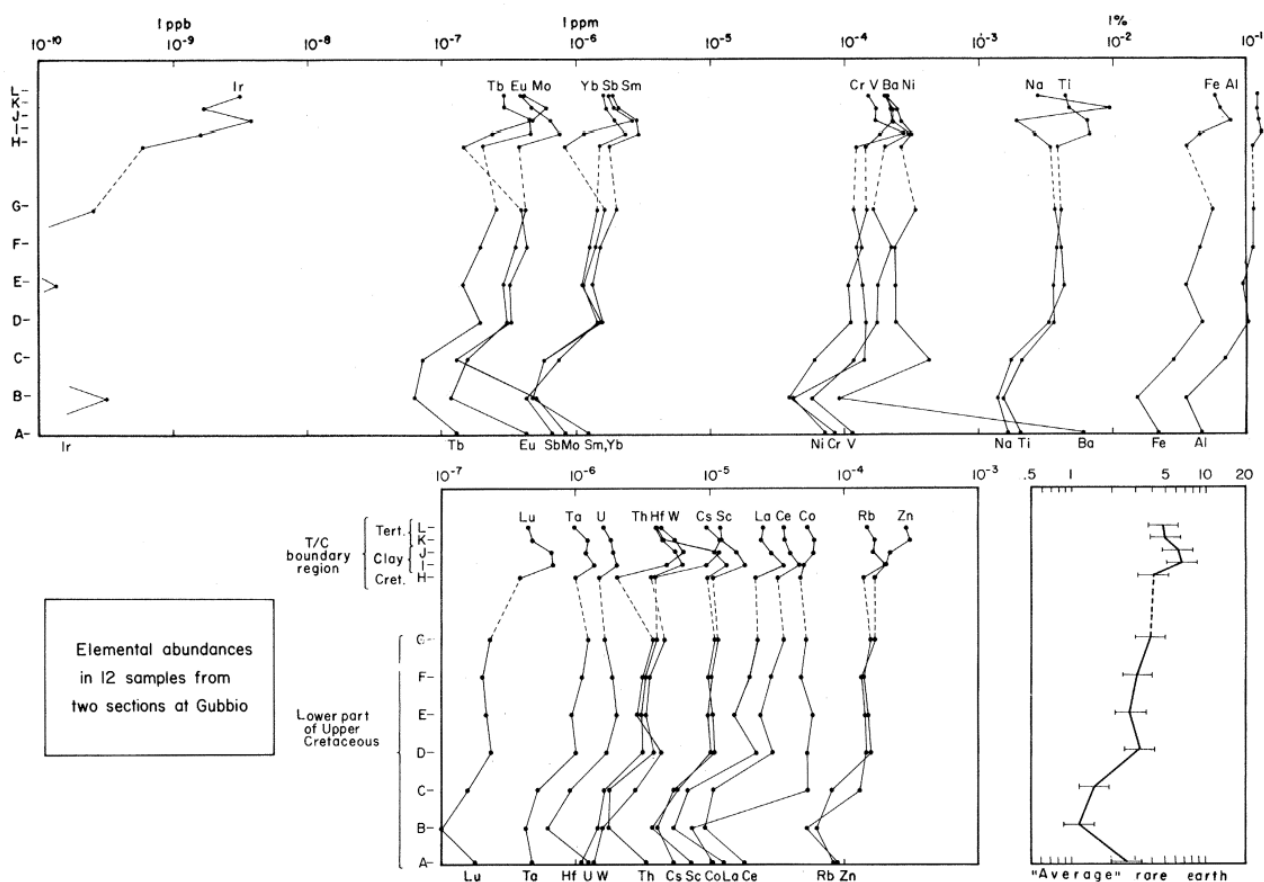 1 ppb 1 ppm 1%
10⁻¹⁰ 10⁻⁹ 10⁻⁸ 10⁻⁷ 10⁻⁶ 10⁻⁵ 10⁻⁴ 10⁻³ 10⁻² 10⁻¹
Ir Tb Eu Mo Yb Sb Sm Cr V Ba Ni Na Ti Fe Al
L-
K-
J-
I-
H-
G-
F-
E-
D-
C-
B-
A-
Ir Tb Eu Sb Mo Sm,Yb Ni Cr V Na Ti Ba Fe Al
10⁻⁷ 10⁻⁶ 10⁻⁵ 10⁻⁴ 10⁻³
.5 1 5 10 20
Lu Ta U Th Hf W Cs Sc La Ce Co Rb Zn
T/C
boundary
region
Tert.
Clay
Cret.
L-
K-
J-
I-
H-
G-
F-
E-
D-
C-
B-
A-
Lower part
of Upper
Cretaceous
Elemental abundances
in 12 samples from
two sections at Gubbio
Lu Ta Hf U W Th Cs Sc Co La Ce Rb Zn
"Average" rare earth